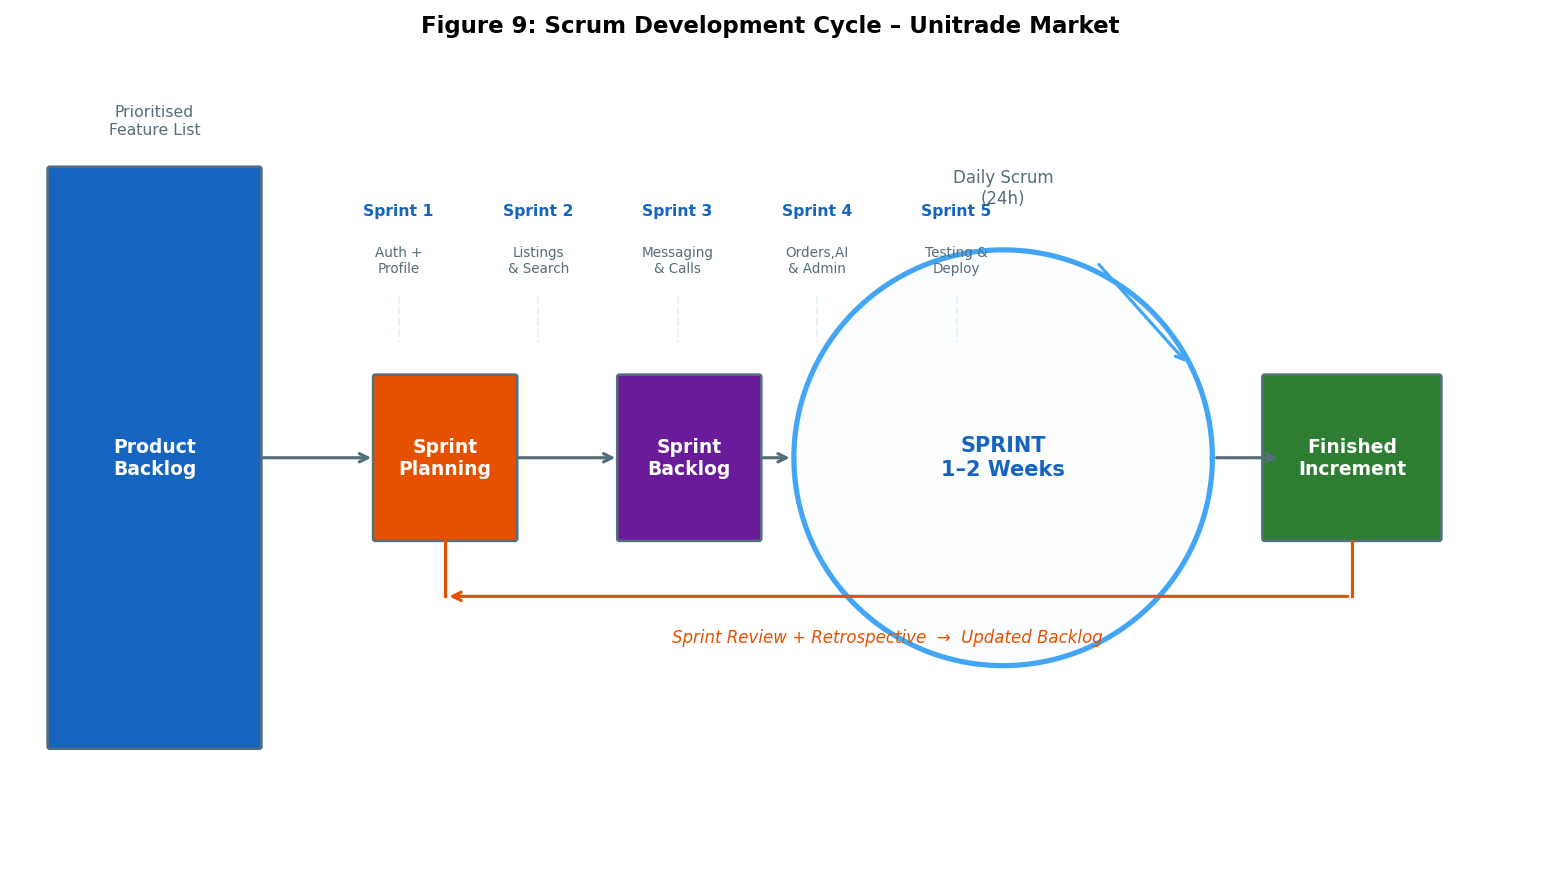 Figure 9: Scrum Development Cycle – Unitrade Market
Prioritised
Feature List
Daily Scrum
(24h)
Sprint 1
Sprint 2
Sprint 3
Sprint 4
Sprint 5
Auth +
Profile
Listings
& Search
Messaging
& Calls
Orders,AI
& Admin
Testing &
Deploy
Product
Backlog
Sprint
Planning
Sprint
Backlog
SPRINT
1–2 Weeks
Finished
Increment
Sprint Review + Retrospective → Updated Backlog